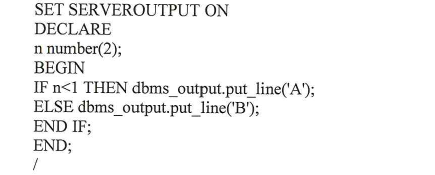 SET SERVEROUTPUT ON
DECLARE
n number(2);
BEGIN
IF n<1 THEN dbms_output.put_line('A');
ELSE dbms_output.put_line('B');
END IF;
END;
/